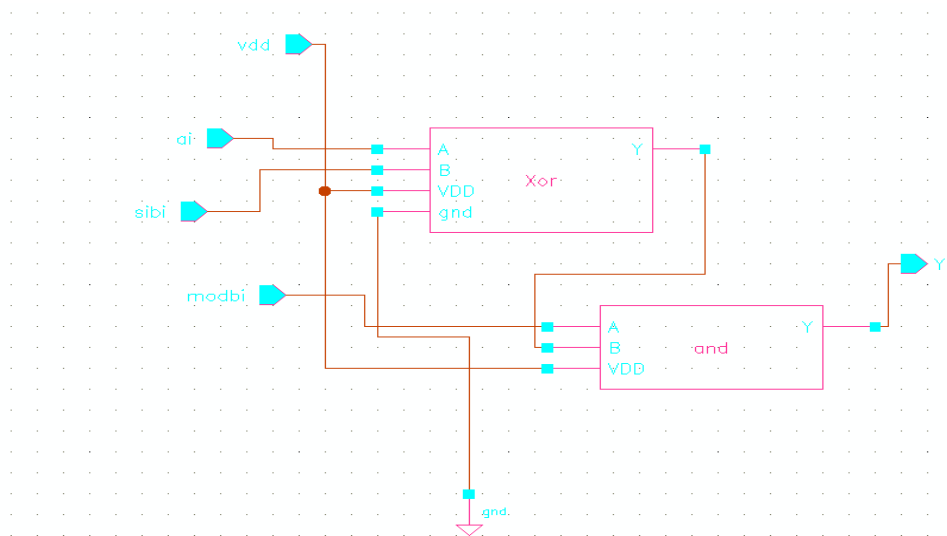 vdd
ai
A
Y
B
Xor
VDD
sibi
gnd
Y
modbi
A
Y
B
and
VDD
gnd